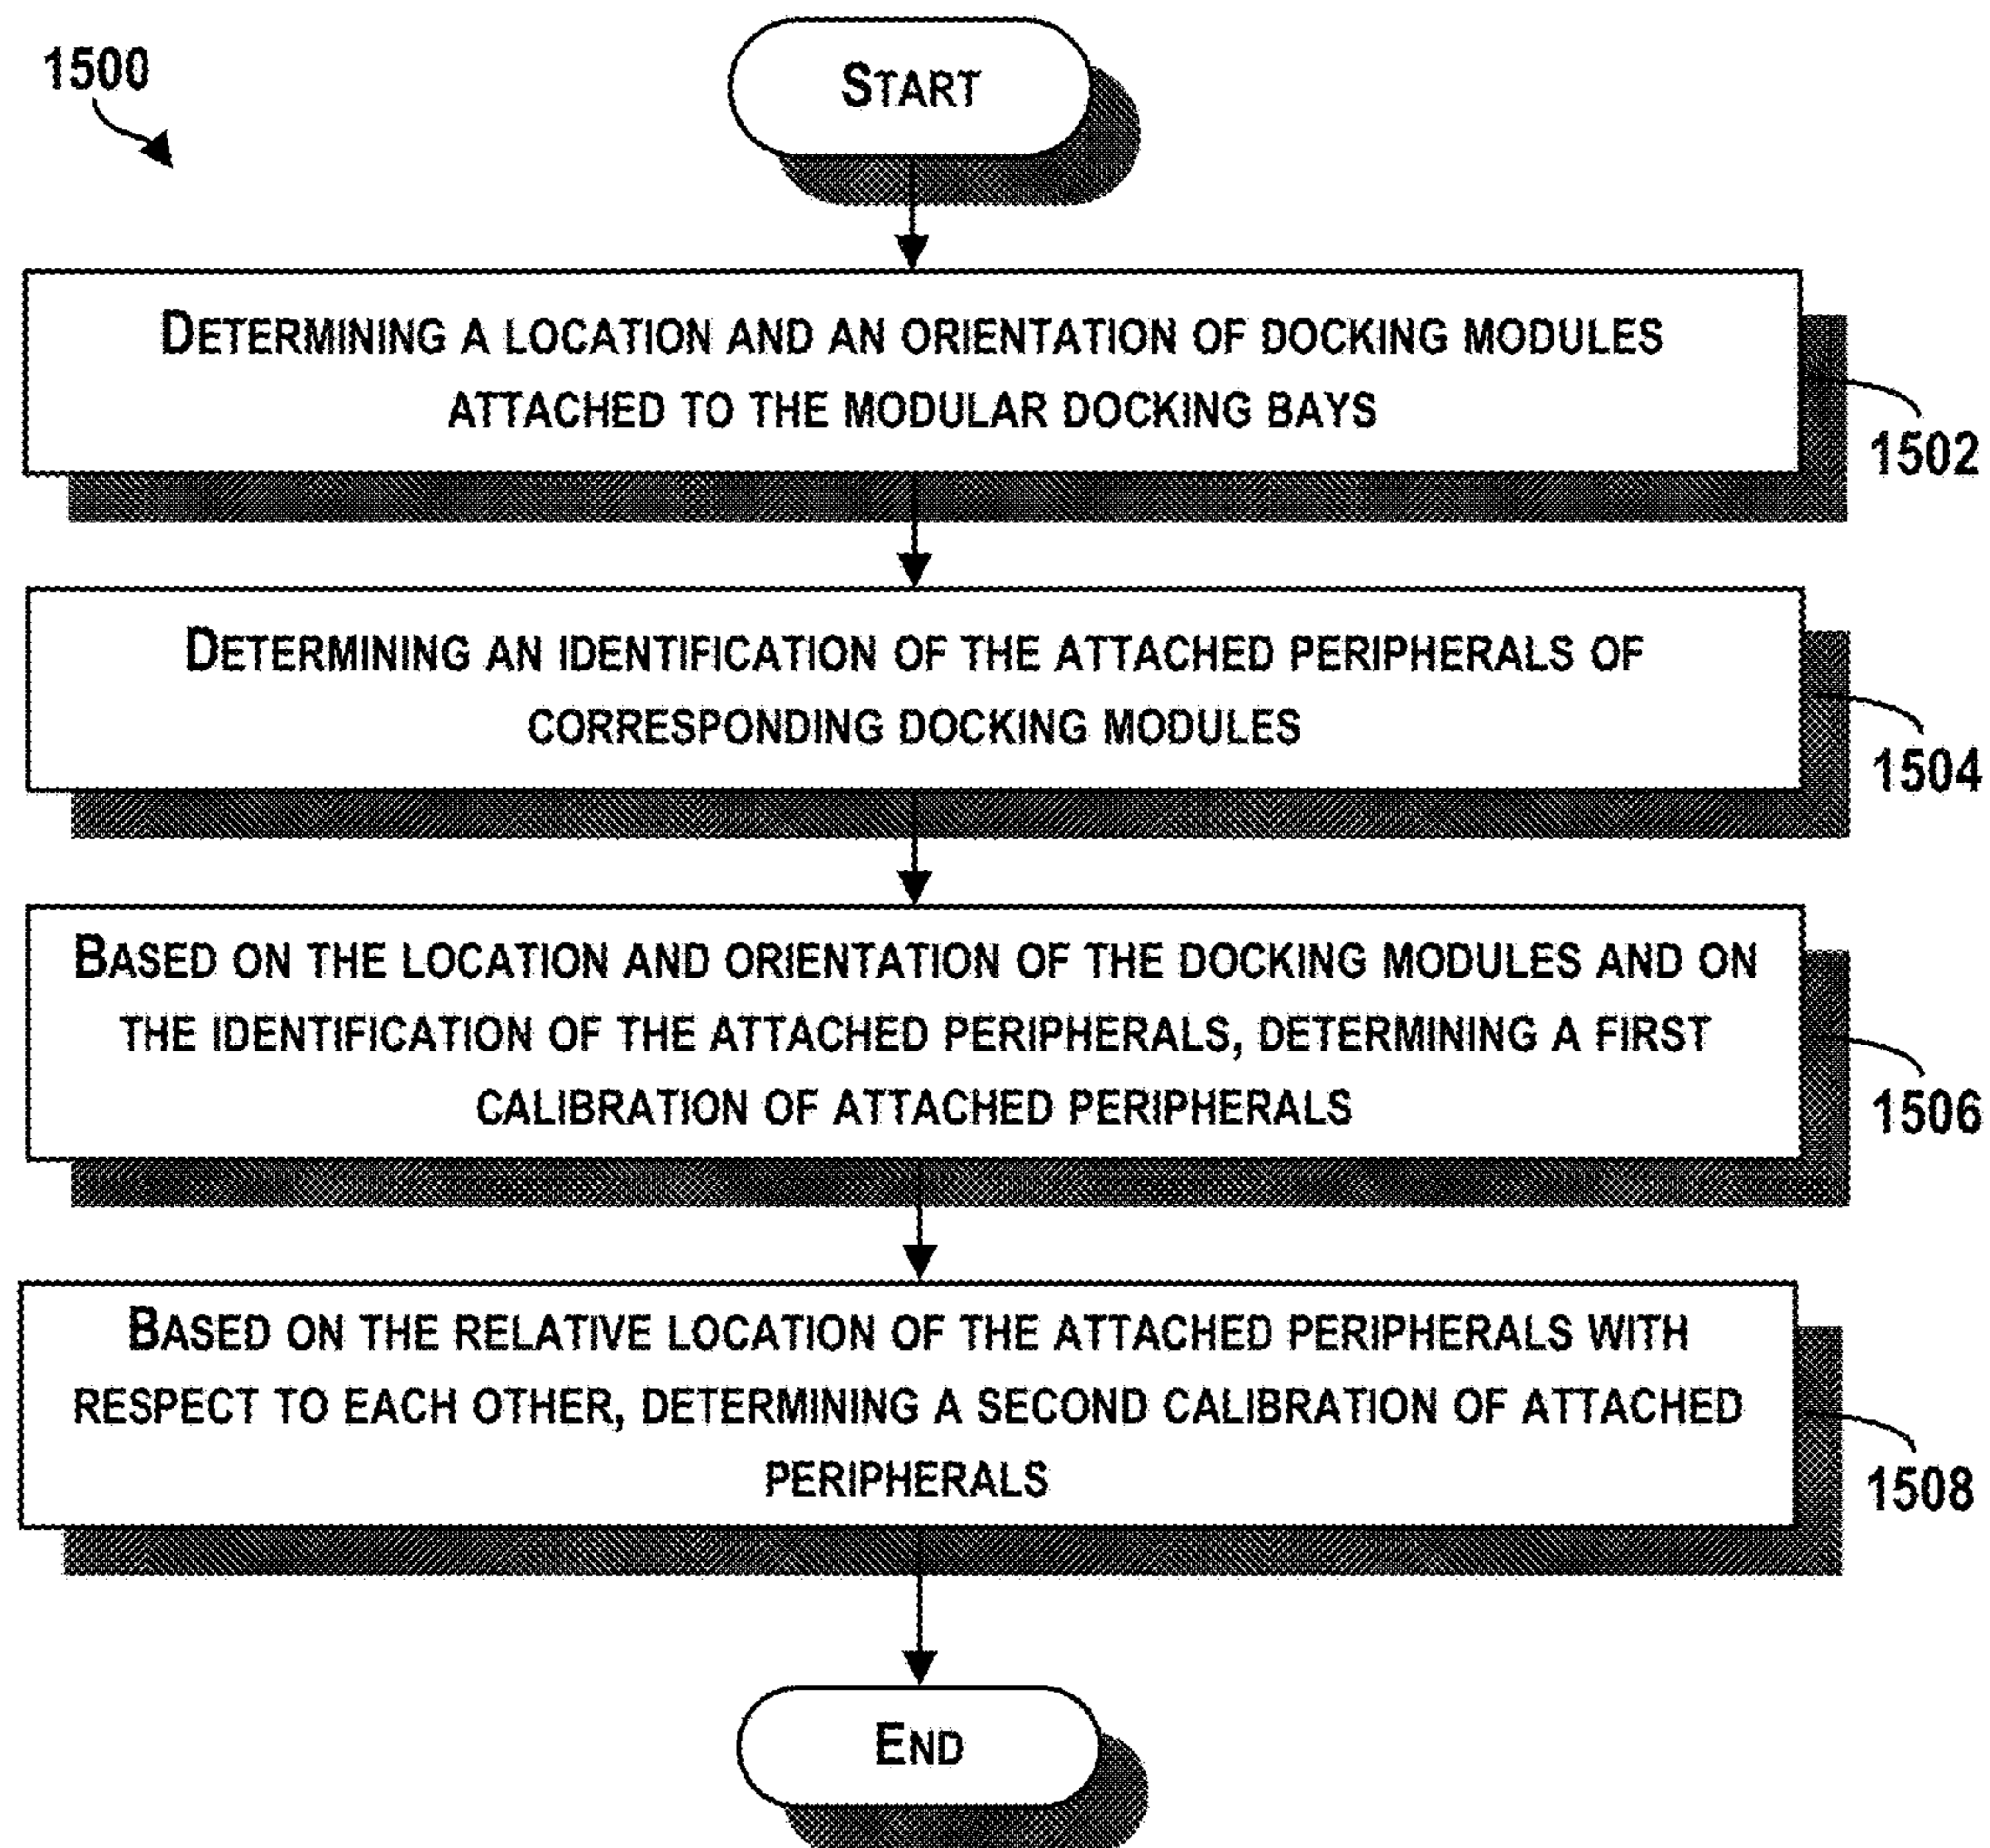 1500
START
DETERMINING A LOCATION AND AN ORIENTATION OF DOCKING MODULES
ATTACHED TO THE MODULAR DOCKING BAYS
1502
DETERMINING AN IDENTIFICATION OF THE ATTACHED PERIPHERALS OF
CORRESPONDING DOCKING MODULES
1504
BASED ON THE LOCATION AND ORIENTATION OF THE DOCKING MODULES AND ON
THE IDENTIFICATION OF THE ATTACHED PERIPHERALS, DETERMINING A FIRST
CALIBRATION OF ATTACHED PERIPHERALS
1506
BASED ON THE RELATIVE LOCATION OF THE ATTACHED PERIPHERALS WITH
RESPECT TO EACH OTHER, DETERMINING A SECOND CALIBRATION OF ATTACHED
PERIPHERALS
1508
END